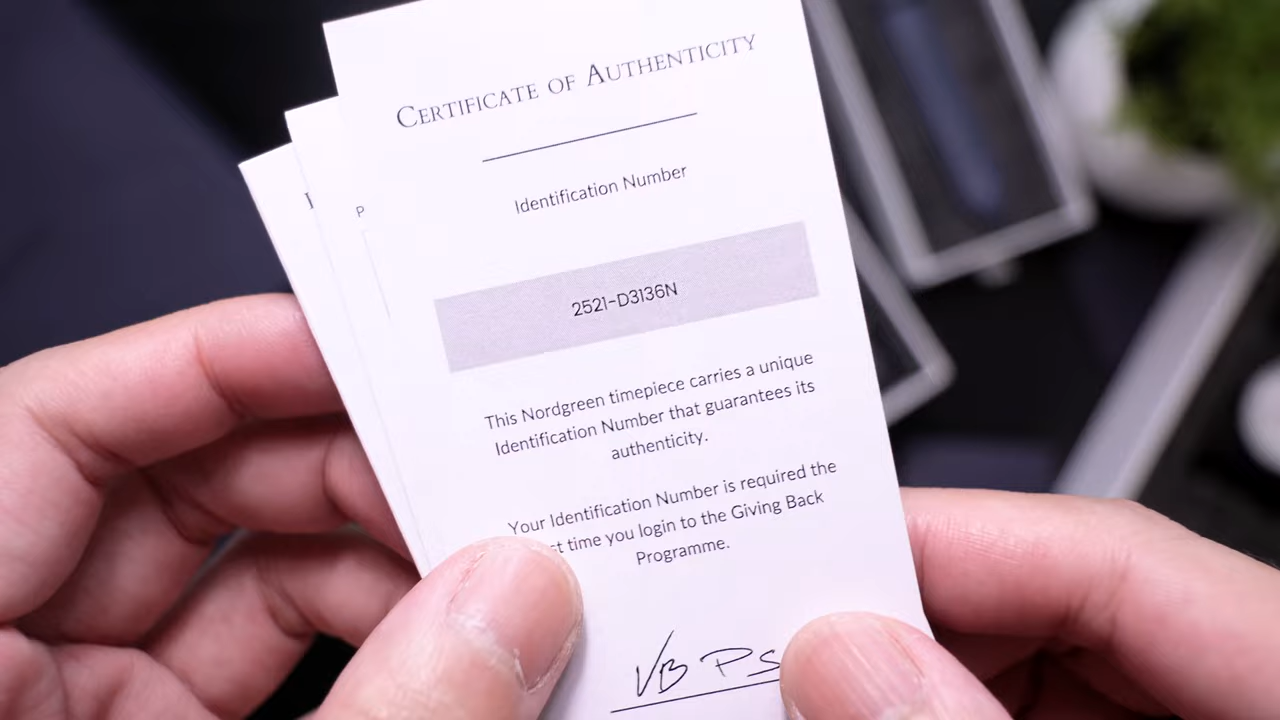 CERTIFICATE OF AUTHENTICITY
Identification Number
2521-D3136N
This Nordgreen timepiece carries a unique
Identification Number that guarantees its
authenticity.
Your Identification Number is required the
time you login to the Giving Back
Programme.
P